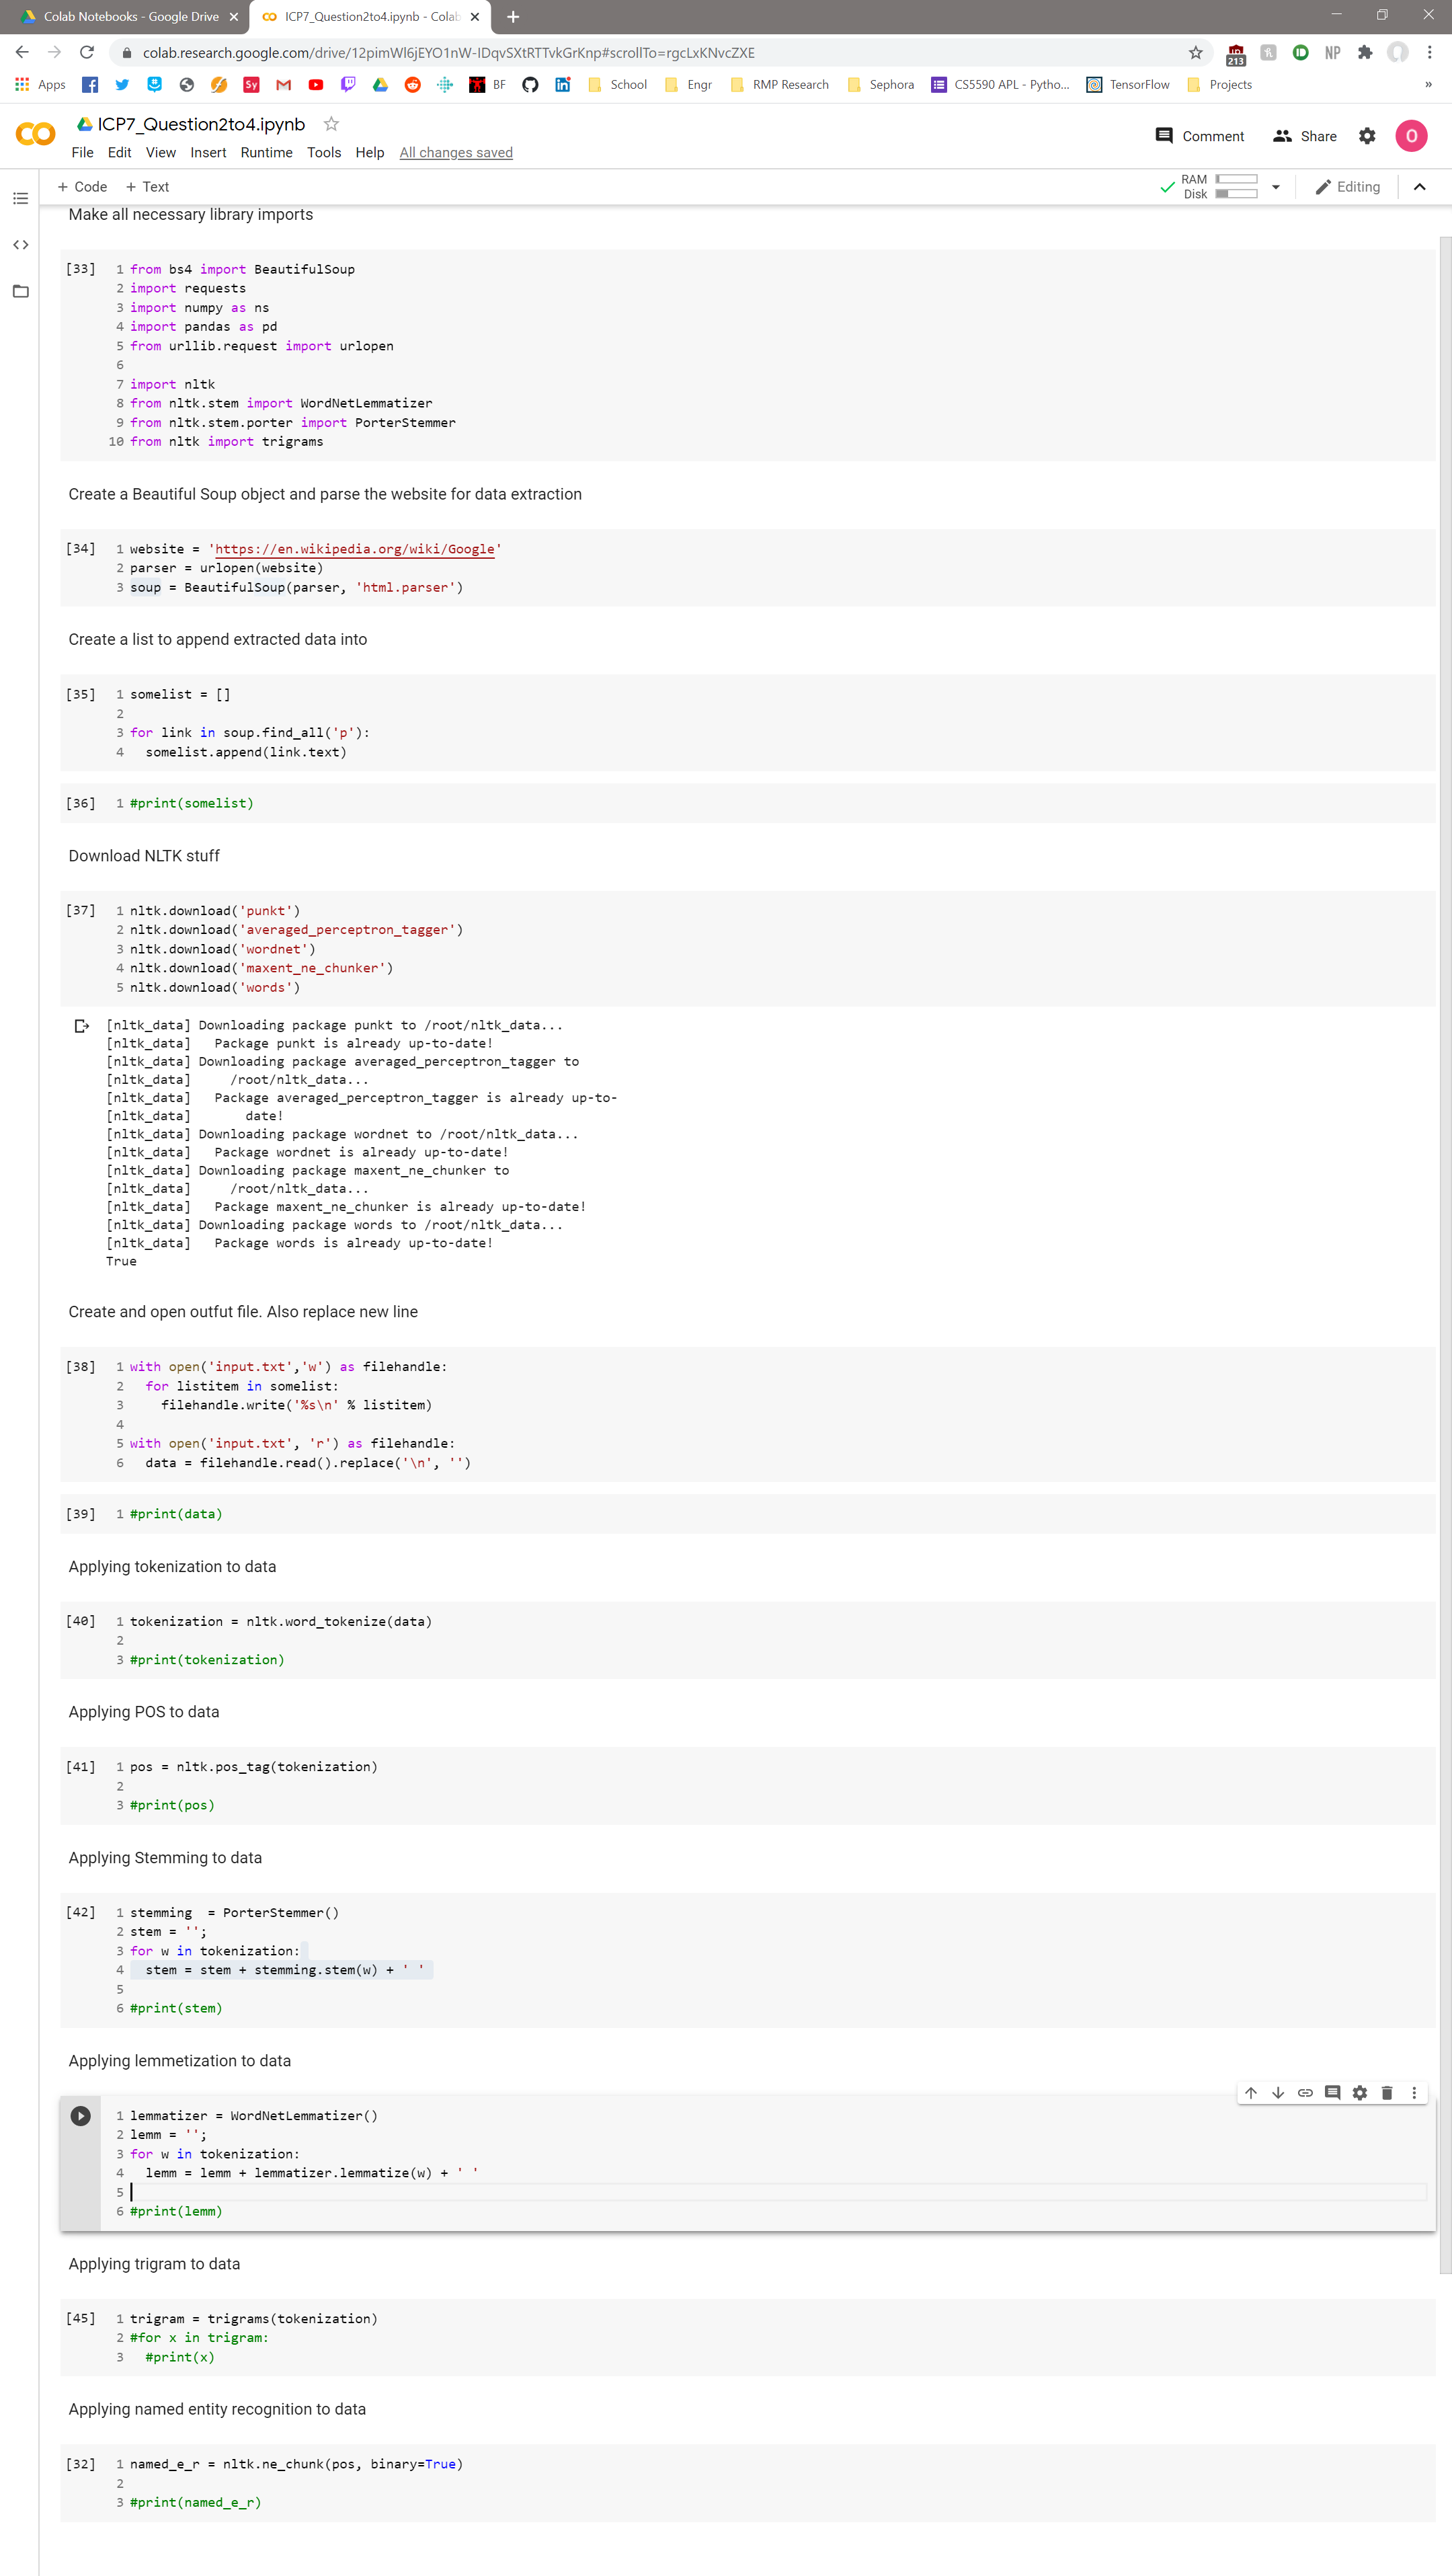 Colab Notebooks - Google Drive
ICP7_Question2to4.ipynb - Colab
colab.research.google.com/drive/12pimWl6jEYO1nW-IDqvSXtRTTvkGrKnp#scrollTo=rgcLxKNvcZXE
213
NP
Apps
Sy
BF
School
Engr
RMP Research
Sephora
CS5590 APL - Pytho...
TensorFlow
Projects
»
ICP7_Question2to4.ipynb
Comment
Share
O
File Edit View Insert Runtime Tools Help All changes saved
+ Code + Text
RAM
Disk
Editing
Make all necessary library imports
[33] 1 from bs4 import BeautifulSoup
2 import requests
3 import numpy as ns
4 import pandas as pd
5 from urllib.request import urlopen
6
7 import nltk
8 from nltk.stem import WordNetLemmatizer
9 from nltk.stem.porter import PorterStemmer
10 from nltk import trigrams
Create a Beautiful Soup object and parse the website for data extraction
[34] 1 website = 'https://en.wikipedia.org/wiki/Google'
2 parser = urlopen(website)
3 soup = BeautifulSoup(parser, 'html.parser')
Create a list to append extracted data into
[35] 1 somelist = []
2
3 for link in soup.find_all('p'):
4   somelist.append(link.text)
[36] 1 #print(somelist)
Download NLTK stuff
[37] 1 nltk.download('punkt')
2 nltk.download('averaged_perceptron_tagger')
3 nltk.download('wordnet')
4 nltk.download('maxent_ne_chunker')
5 nltk.download('words')
[nltk_data] Downloading package punkt to /root/nltk_data...
[nltk_data]   Package punkt is already up-to-date!
[nltk_data] Downloading package averaged_perceptron_tagger to
[nltk_data]     /root/nltk_data...
[nltk_data]   Package averaged_perceptron_tagger is already up-to-
[nltk_data]       date!
[nltk_data] Downloading package wordnet to /root/nltk_data...
[nltk_data]   Package wordnet is already up-to-date!
[nltk_data] Downloading package maxent_ne_chunker to
[nltk_data]     /root/nltk_data...
[nltk_data]   Package maxent_ne_chunker is already up-to-date!
[nltk_data] Downloading package words to /root/nltk_data...
[nltk_data]   Package words is already up-to-date!
True
Create and open outfut file. Also replace new line
[38] 1 with open('input.txt','w') as filehandle:
2   for listitem in somelist:
3     filehandle.write('%s\n' % listitem)
4
5 with open('input.txt', 'r') as filehandle:
6   data = filehandle.read().replace('\n', '')
[39] 1 #print(data)
Applying tokenization to data
[40] 1 tokenization = nltk.word_tokenize(data)
2
3 #print(tokenization)
Applying POS to data
[41] 1 pos = nltk.pos_tag(tokenization)
2
3 #print(pos)
Applying Stemming to data
[42] 1 stemming  = PorterStemmer()
2 stem = '';
3 for w in tokenization:
4   stem = stem + stemming.stem(w) + ' '
5
6 #print(stem)
Applying lemmetization to data
1 lemmatizer = WordNetLemmatizer()
2 lemm = '';
3 for w in tokenization:
4   lemm = lemm + lemmatizer.lemmatize(w) + ' '
5
6 #print(lemm)
Applying trigram to data
[45] 1 trigram = trigrams(tokenization)
2 #for x in trigram:
3   #print(x)
Applying named entity recognition to data
[32] 1 named_e_r = nltk.ne_chunk(pos, binary=True)
2
3 #print(named_e_r)